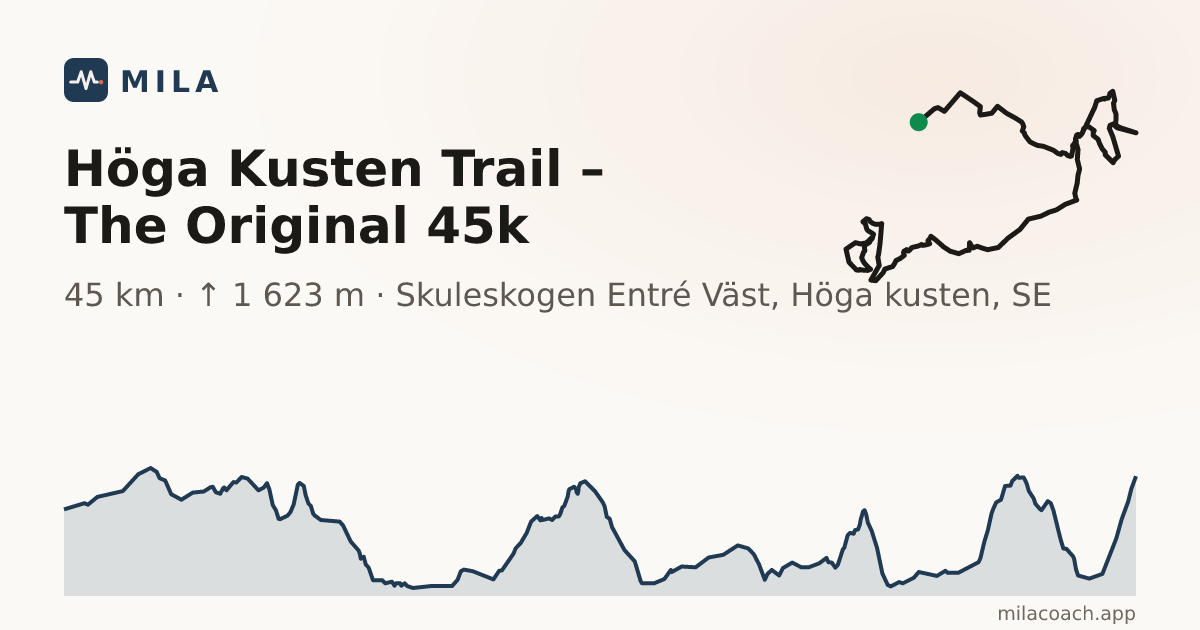 MILA
Höga Kusten Trail –
The Original 45k
45 km · ↑ 1 623 m · Skuleskogen Entré Väst, Höga kusten, SE
milacoach.app